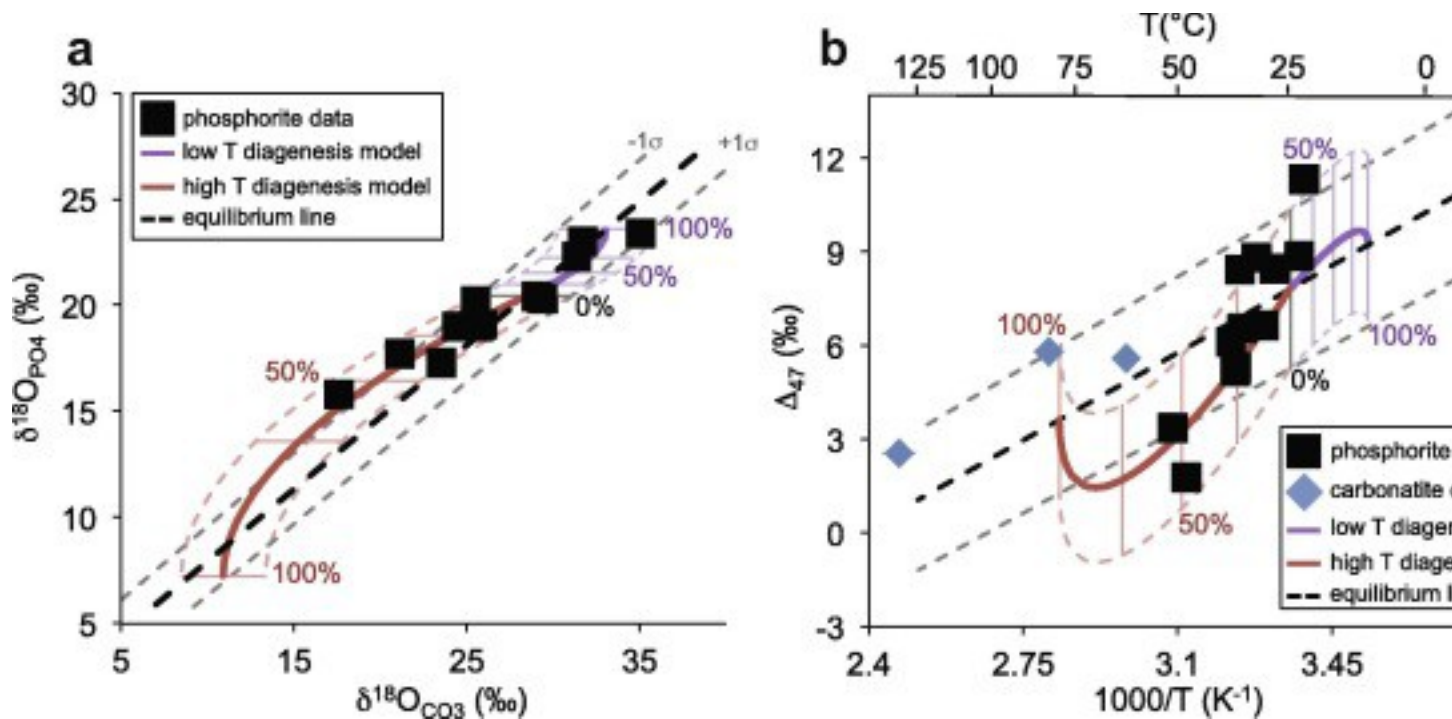 a
30
25
20
15
10
5
5
15
25
35
δ¹⁸O_PO4 (‰)
δ¹⁸O_CO3 (‰)
phosphorite data
low T diagenesis model
high T diagenesis model
equilibrium line
-1σ
+1σ
100%
50%
0%
50%
100%
b
T(°C)
125
100
75
50
25
0
12
9
6
3
0
-3
Δ₄₇ (‰)
2.4
2.75
3.1
3.45
1000/T (K⁻¹)
50%
100%
100%
0%
50%
phosphorite
carbonatite
low T diagen
high T diage
equilibrium l